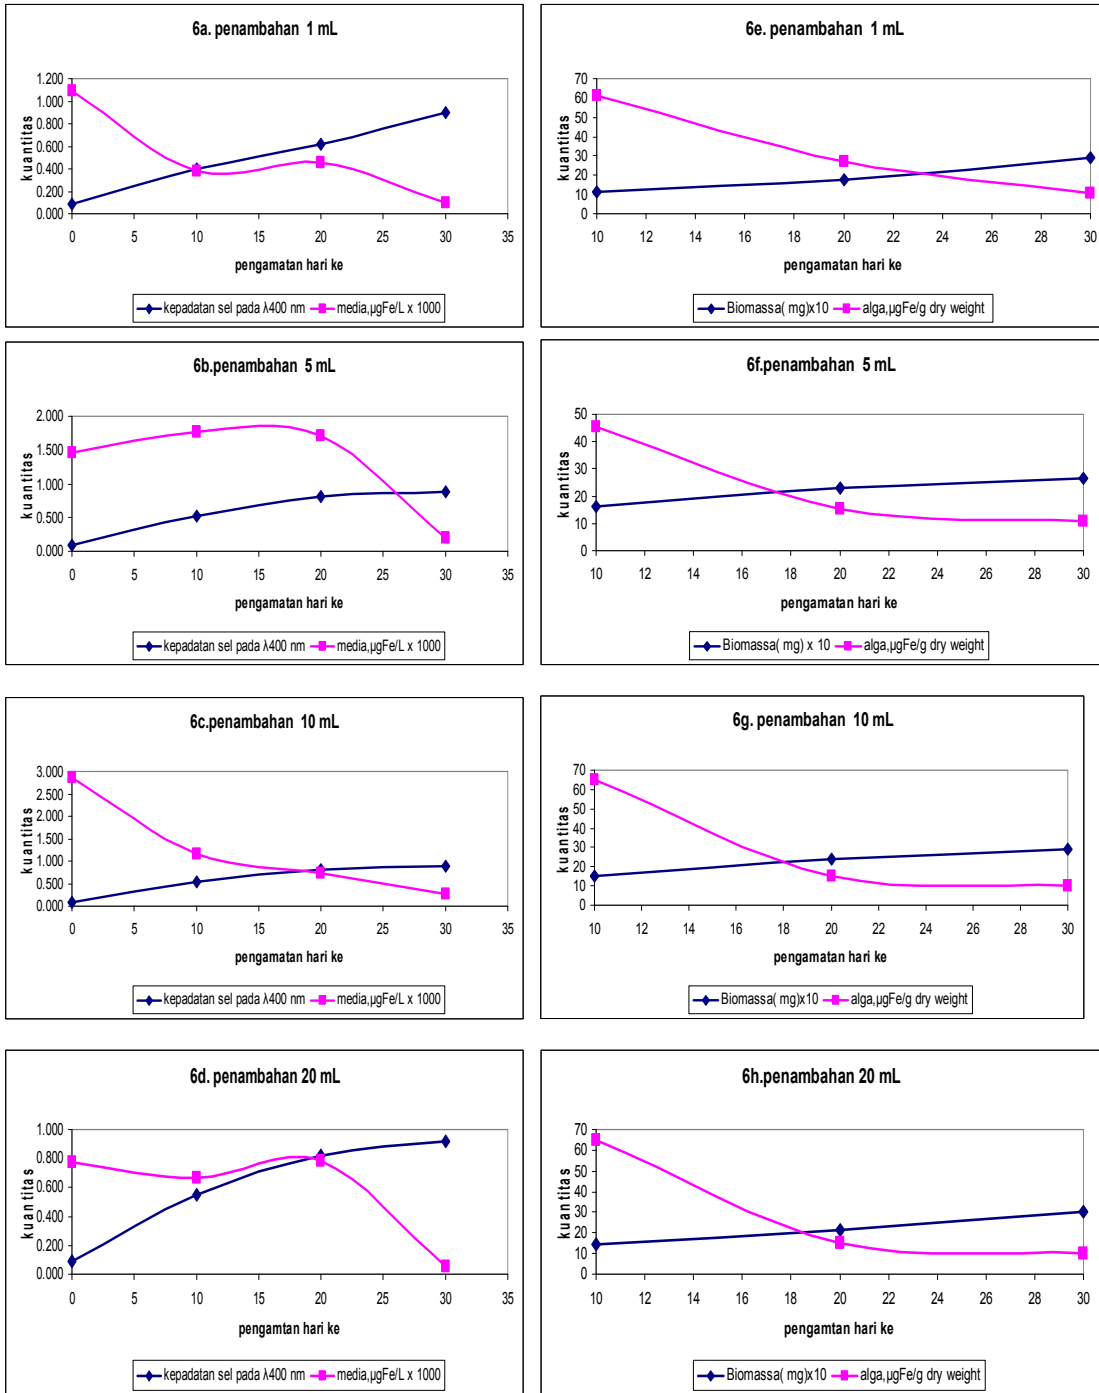 6a. penambahan 1 mL
kuantitas
1.200
1.000
0.800
0.600
0.400
0.200
0.000
0 5 10 15 20 25 30 35
pengamatan hari ke
kepadatan sel pada λ400 nm media,µgFe/L x 1000
6e. penambahan 1 mL
kuantitas
70
60
50
40
30
20
10
0
10 12 14 16 18 20 22 24 26 28 30
pengamatan hari ke
Biomassa( mg)x10 alga,µgFe/g dry weight
6b.penambahan 5 mL
kuantitas
2.000
1.500
1.000
0.500
0.000
0 5 10 15 20 25 30 35
pengamatan hari ke
kepadatan sel pada λ400 nm media,µgFe/L x 1000
6f.penambahan 5 mL
kuantitas
50
40
30
20
10
0
10 12 14 16 18 20 22 24 26 28 30
pengamatan hari ke
Biomassa( mg) x 10 alga,µgFe/g dry weight
6c.penambahan 10 mL
kuantitas
3.000
2.500
2.000
1.500
1.000
0.500
0.000
0 5 10 15 20 25 30 35
pengamatan hari ke
kepadatan sel pada λ400 nm media,µgFe/L x 1000
6g. penambahan 10 mL
kuantitas
70
60
50
40
30
20
10
0
10 12 14 16 18 20 22 24 26 28 30
pengamatan hari ke
Biomassa( mg)x10 alga,µgFe/g dry weight
6d. penambahan 20 mL
kuantitas
1.000
0.800
0.600
0.400
0.200
0.000
0 5 10 15 20 25 30 35
pengamtan hari ke
kepadatan sel pada λ400 nm media,µgFe/L x 1000
6h.penambahan 20 mL
kuantitas
70
60
50
40
30
20
10
0
10 12 14 16 18 20 22 24 26 28 30
pengamtan hari ke
Biomassa( mg)x10 alga,µgFe/g dry weight